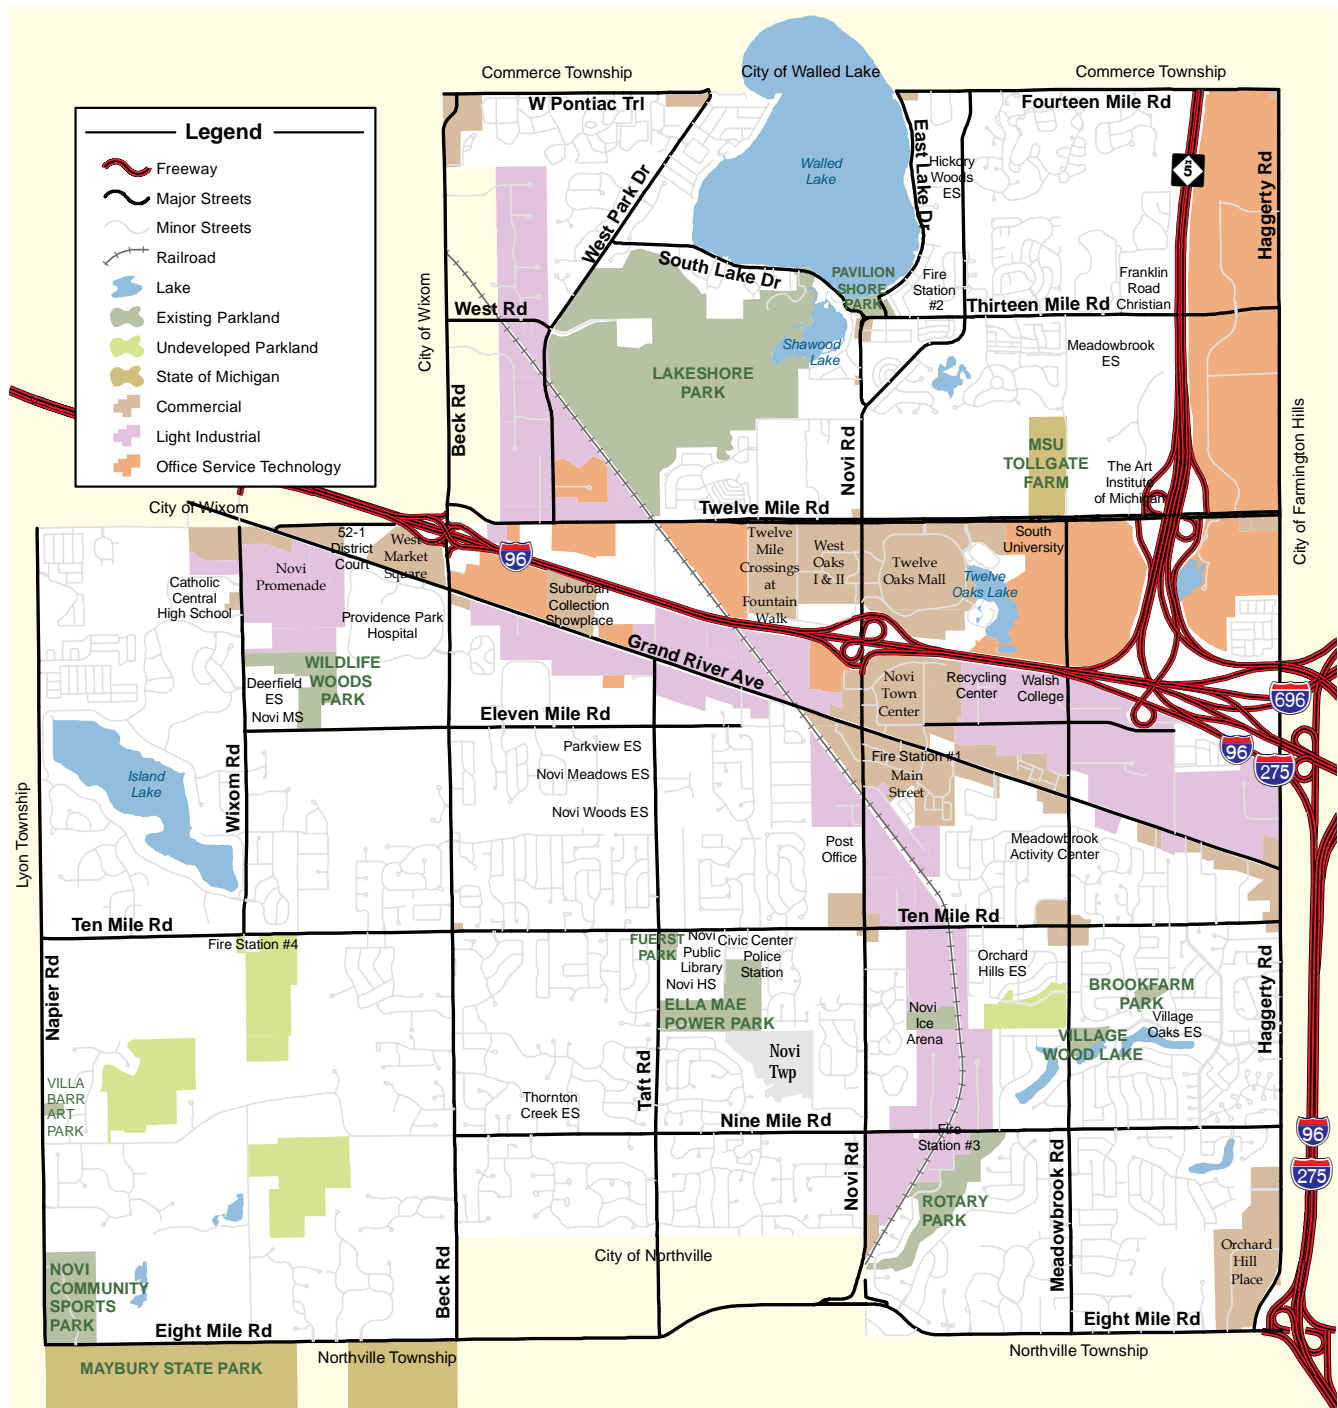 Commerce Township
City of Walled Lake
Commerce Township
W Pontiac Trl
Fourteen Mile Rd
Legend
Freeway
Major Streets
Minor Streets
Railroad
Lake
Existing Parkland
Undeveloped Parkland
State of Michigan
Commercial
Light Industrial
Office Service Technology
East Lake Dr
Hickory
Woods
ES
Walled
Lake
M
5
Haggerty Rd
West Park Dr
South Lake Dr
PAVILION
SHORE
PARK
Fire
Station
#2
Franklin
Road
Christian
City of Wixom
West Rd
Thirteen Mile Rd
Shawood
Lake
Meadowbrook
ES
LAKESHORE
PARK
Beck Rd
Novi Rd
MSU
TOLLGATE
FARM
The Art
Institute
of Michigan
City of Farmington Hills
City of Wixom
Twelve Mile Rd
52-1
District
Court
West
Market
Square
96
Twelve
Mile
Crossings
at
Fountain
Walk
West
Oaks
I & II
Twelve
Oaks Mall
South
University
Twelve
Oaks Lake
Novi
Promenade
Catholic
Central
High School
Suburban
Collection
Showplace
Providence Park
Hospital
Grand River Ave
WILDLIFE
WOODS
PARK
Deerfield
ES
Novi MS
Novi
Town
Center
Recycling
Center
Walsh
College
696
96
275
Eleven Mile Rd
Parkview ES
Novi Meadows ES
Novi Woods ES
Fire Station #1
Main
Street
Island
Lake
Wixom Rd
Lyon Township
Post
Office
Meadowbrook
Activity Center
Ten Mile Rd
Ten Mile Rd
Fire Station #4
FUERST
PARK
Novi
Public
Library
Novi HS
Civic Center
Police
Station
Orchard
Hills ES
Napier Rd
Haggerty Rd
BROOKFARM
PARK
ELLA MAE
POWER PARK
Novi
Ice
Arena
Village
Oaks ES
VILLAGE
WOOD LAKE
Novi
Twp
Taft Rd
VILLA
BARR
ART
PARK
Thornton
Creek ES
Nine Mile Rd
Fire
Station #3
96
275
Novi Rd
Meadowbrook Rd
ROTARY
PARK
City of Northville
Orchard
Hill
Place
Beck Rd
NOVI
COMMUNITY
SPORTS
PARK
Eight Mile Rd
Eight Mile Rd
MAYBURY STATE PARK
Northville Township
Northville Township